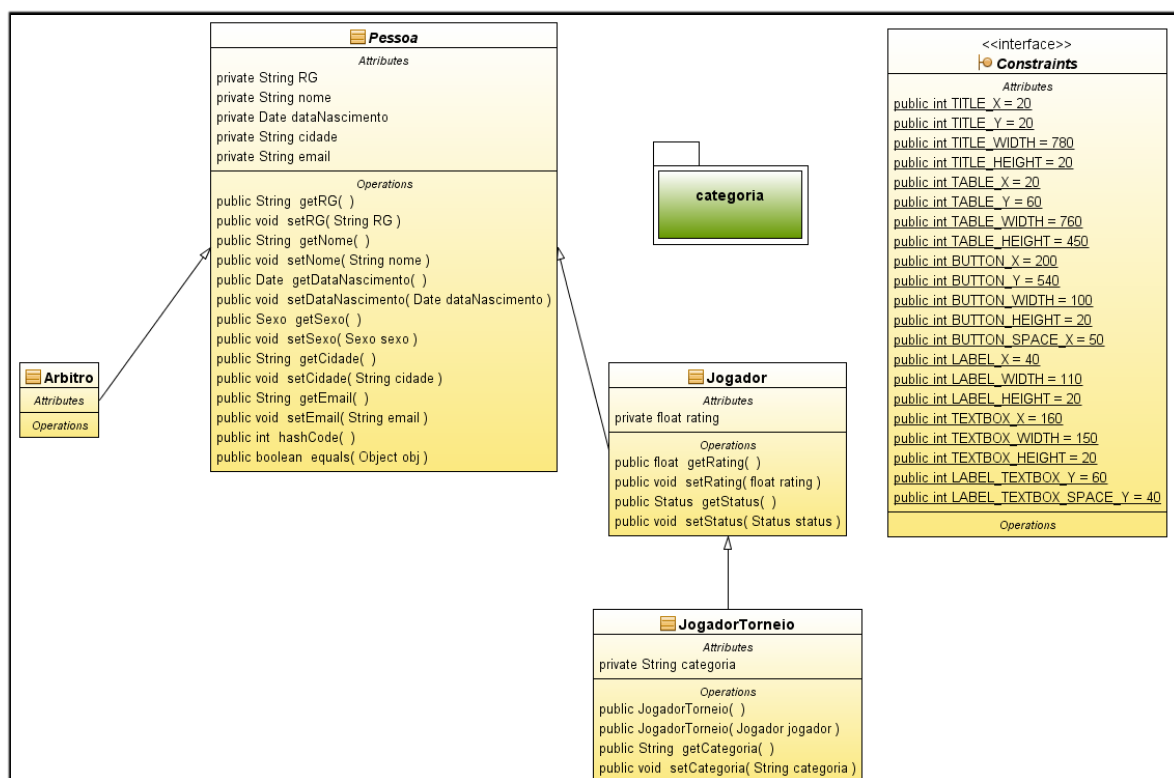 Pessoa
Attributes
private String RG
private String nome
private Date dataNascimento
private String cidade
private String email
Operations
public String getRG( )
public void setRG( String RG )
public String getNome( )
public void setNome( String nome )
public Date getDataNascimento( )
public void setDataNascimento( Date dataNascimento )
public Sexo getSexo( )
public void setSexo( Sexo sexo )
public String getCidade( )
public void setCidade( String cidade )
public String getEmail( )
public void setEmail( String email )
public int hashCode( )
public boolean equals( Object obj )
categoria
<<interface>>
Constraints
Attributes
public int TITLE_X = 20
public int TITLE_Y = 20
public int TITLE_WIDTH = 780
public int TITLE_HEIGHT = 20
public int TABLE_X = 20
public int TABLE_Y = 60
public int TABLE_WIDTH = 760
public int TABLE_HEIGHT = 450
public int BUTTON_X = 200
public int BUTTON_Y = 540
public int BUTTON_WIDTH = 100
public int BUTTON_HEIGHT = 20
public int BUTTON_SPACE_X = 50
public int LABEL_X = 40
public int LABEL_WIDTH = 110
public int LABEL_HEIGHT = 20
public int TEXTBOX_X = 160
public int TEXTBOX_WIDTH = 150
public int TEXTBOX_HEIGHT = 20
public int LABEL_TEXTBOX_Y = 60
public int LABEL_TEXTBOX_SPACE_Y = 40
Operations
Arbitro
Attributes
Operations
Jogador
Attributes
private float rating
Operations
public float getRating( )
public void setRating( float rating )
public Status getStatus( )
public void setStatus( Status status )
JogadorTorneio
Attributes
private String categoria
Operations
public JogadorTorneio( )
public JogadorTorneio( Jogador jogador )
public String getCategoria( )
public void setCategoria( String categoria )